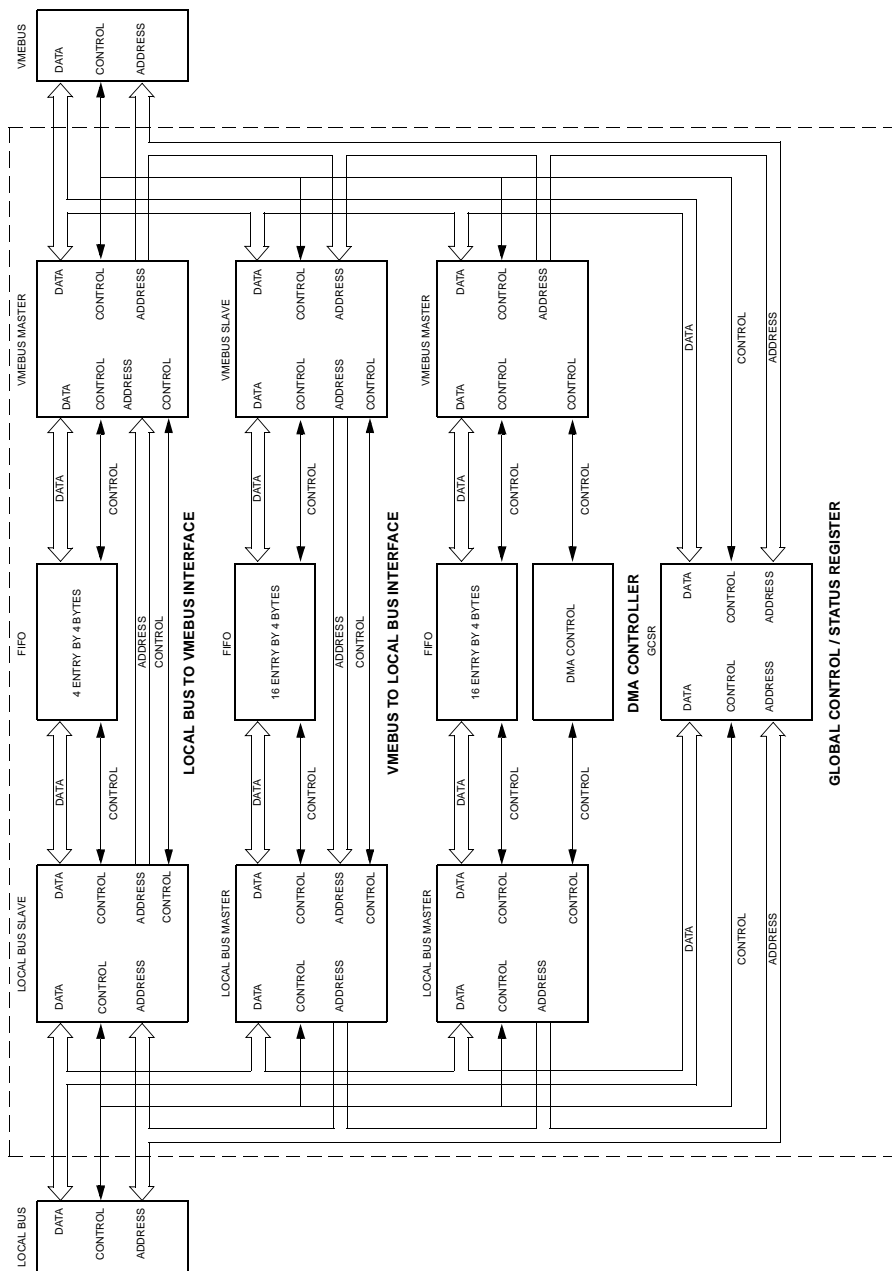 LOCAL BUS
DATA
CONTROL
ADDRESS
LOCAL BUS SLAVE
DATA
CONTROL
ADDRESS
DATA
CONTROL
ADDRESS
CONTROL
DATA
CONTROL
FIFO
4 ENTRY BY 4 BYTES
DATA
CONTROL
ADDRESS
CONTROL
VMEBUS MASTER
DATA
CONTROL
ADDRESS
CONTROL
DATA
CONTROL
ADDRESS
VMEBUS
DATA
CONTROL
ADDRESS
LOCAL BUS TO VMEBUS INTERFACE
LOCAL BUS MASTER
DATA
CONTROL
ADDRESS
DATA
CONTROL
ADDRESS
CONTROL
DATA
CONTROL
FIFO
16 ENTRY BY 4 BYTES
DATA
CONTROL
ADDRESS
CONTROL
VMEBUS SLAVE
DATA
CONTROL
ADDRESS
CONTROL
DATA
CONTROL
ADDRESS
VMEBUS TO LOCAL BUS INTERFACE
LOCAL BUS MASTER
DATA
CONTROL
ADDRESS
DATA
CONTROL
CONTROL
DATA
CONTROL
CONTROL
FIFO
16 ENTRY BY 4 BYTES
DMA CONTROL
DATA
CONTROL
CONTROL
VMEBUS MASTER
DATA
CONTROL
CONTROL
DATA
CONTROL
ADDRESS
DMA CONTROLLER
GCSR
DATA
CONTROL
ADDRESS
DATA
CONTROL
ADDRESS
DATA
CONTROL
ADDRESS
DATA
CONTROL
ADDRESS
GLOBAL CONTROL / STATUS REGISTER